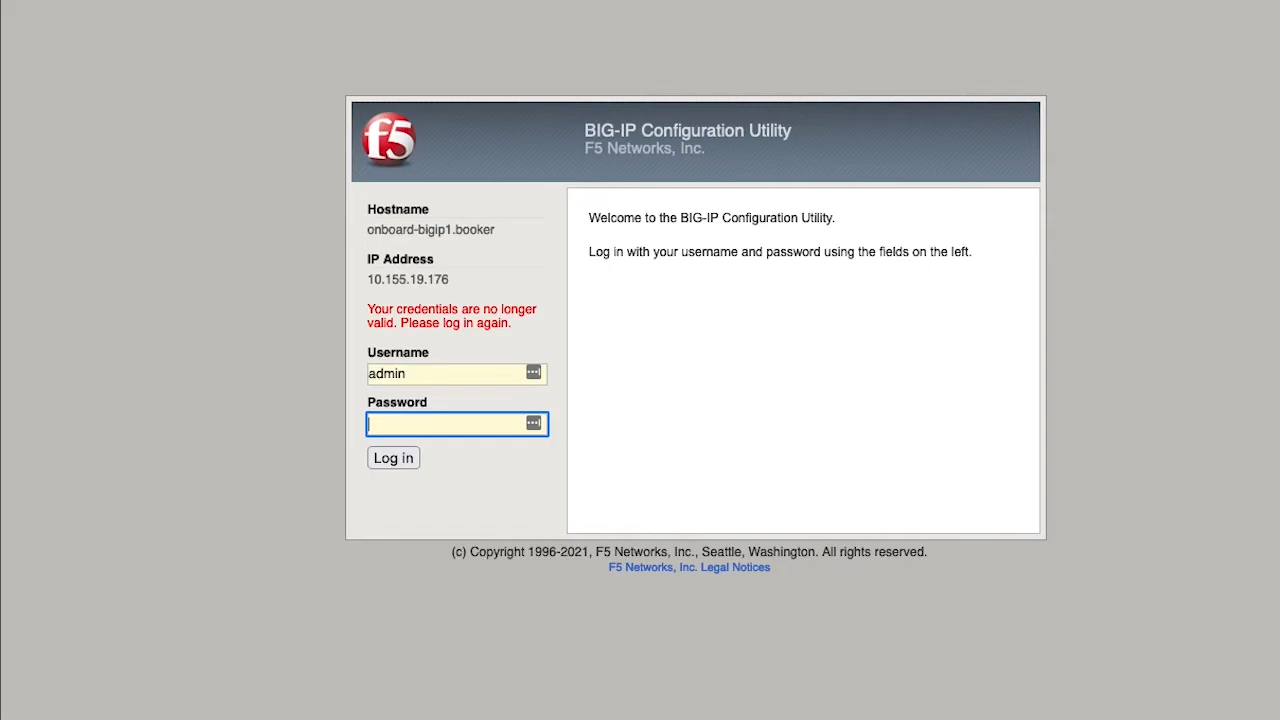 f5
BIG-IP Configuration Utility
F5 Networks, Inc.
Hostname
onboard-bigip1.booker
IP Address
10.155.19.176
Your credentials are no longer
valid. Please log in again.
Username
admin
Password
Log in
Welcome to the BIG-IP Configuration Utility.
Log in with your username and password using the fields on the left.
(c) Copyright 1996-2021, F5 Networks, Inc., Seattle, Washington. All rights reserved.
F5 Networks, Inc. Legal Notices